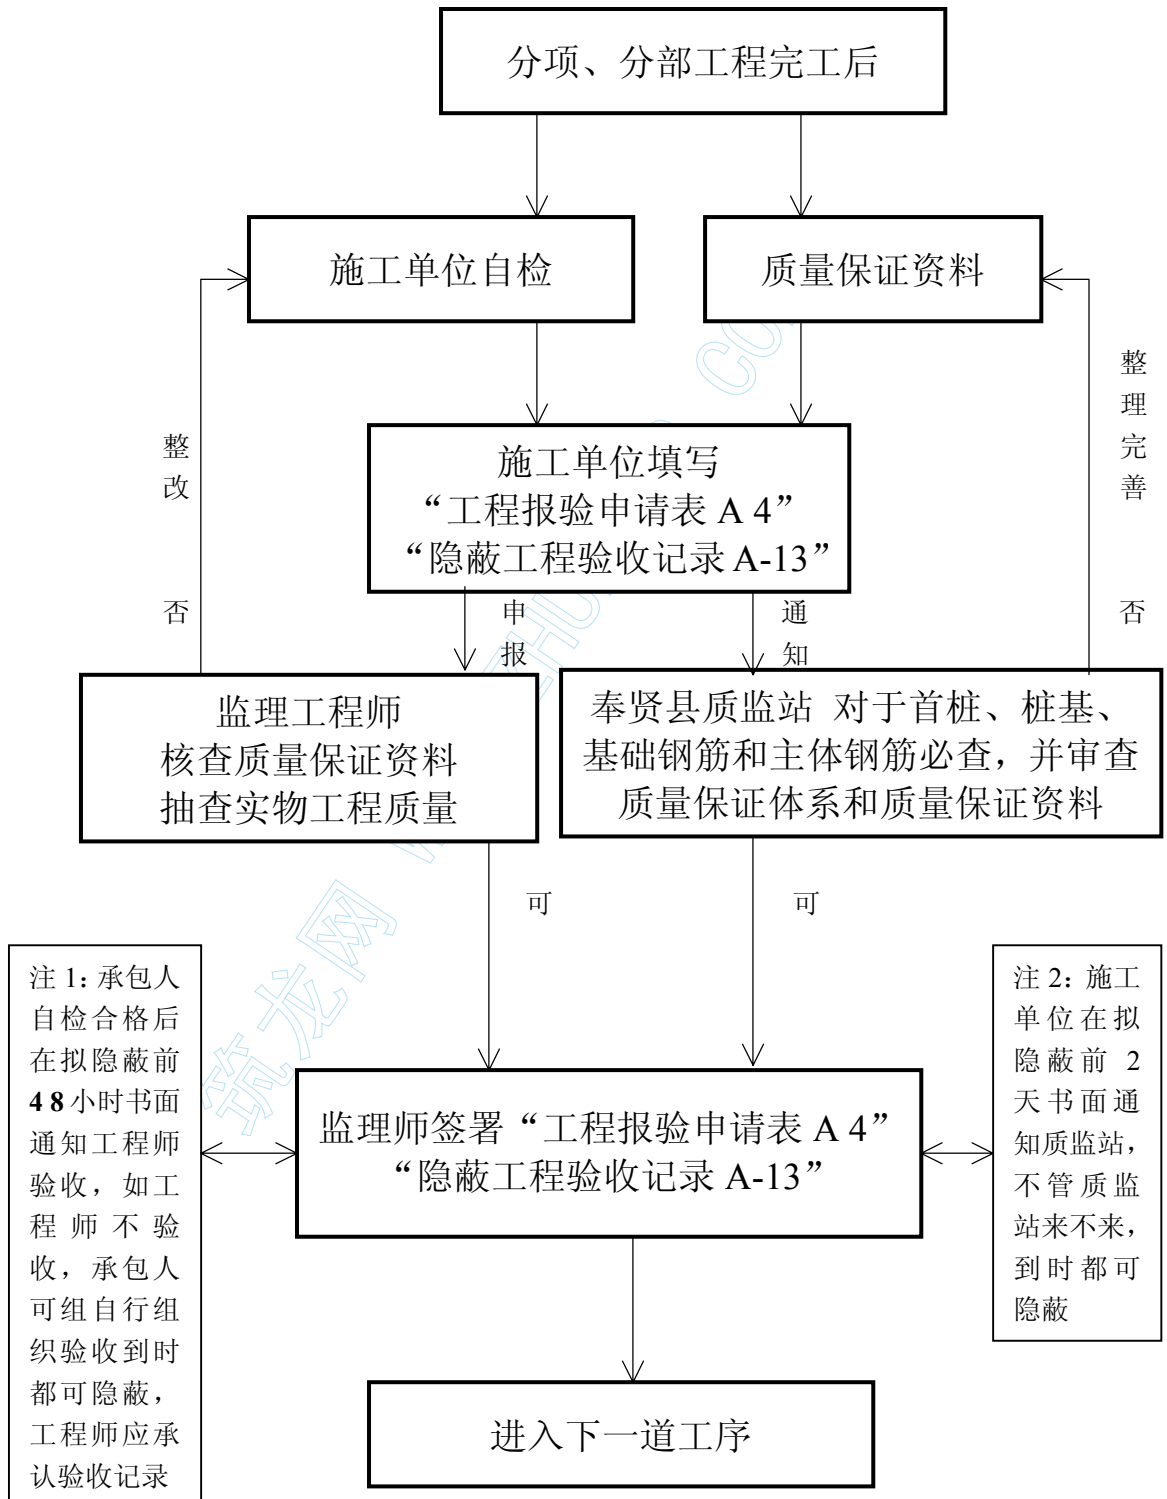 分项、分部工程完工后
施工单位自检
质量保证资料
整改
整理完善
施工单位填写
“工程报验申请表 A 4”
“隐蔽工程验收记录 A-13”
否
申报
通知
否
监理工程师
核查质量保证资料
抽查实物工程质量
奉贤县质监站 对于首桩、桩基、
基础钢筋和主体钢筋必查，并审查
质量保证体系和质量保证资料
可
可
注 1：承包人
自检合格后
在拟隐蔽前
4 8 小时书面
通知工程师
验收，如工
程师不验
收，承包人
可组自行组
织验收到时
都可隐蔽，
工程师应承
认验收记录
监理师签署“工程报验申请表 A 4”
“隐蔽工程验收记录 A-13”
注 2：施工
单位在拟
隐蔽前 2
天书面通
知质监站，
不管质监
站来不来，
到时都可
隐蔽
进入下一道工序
筑龙网